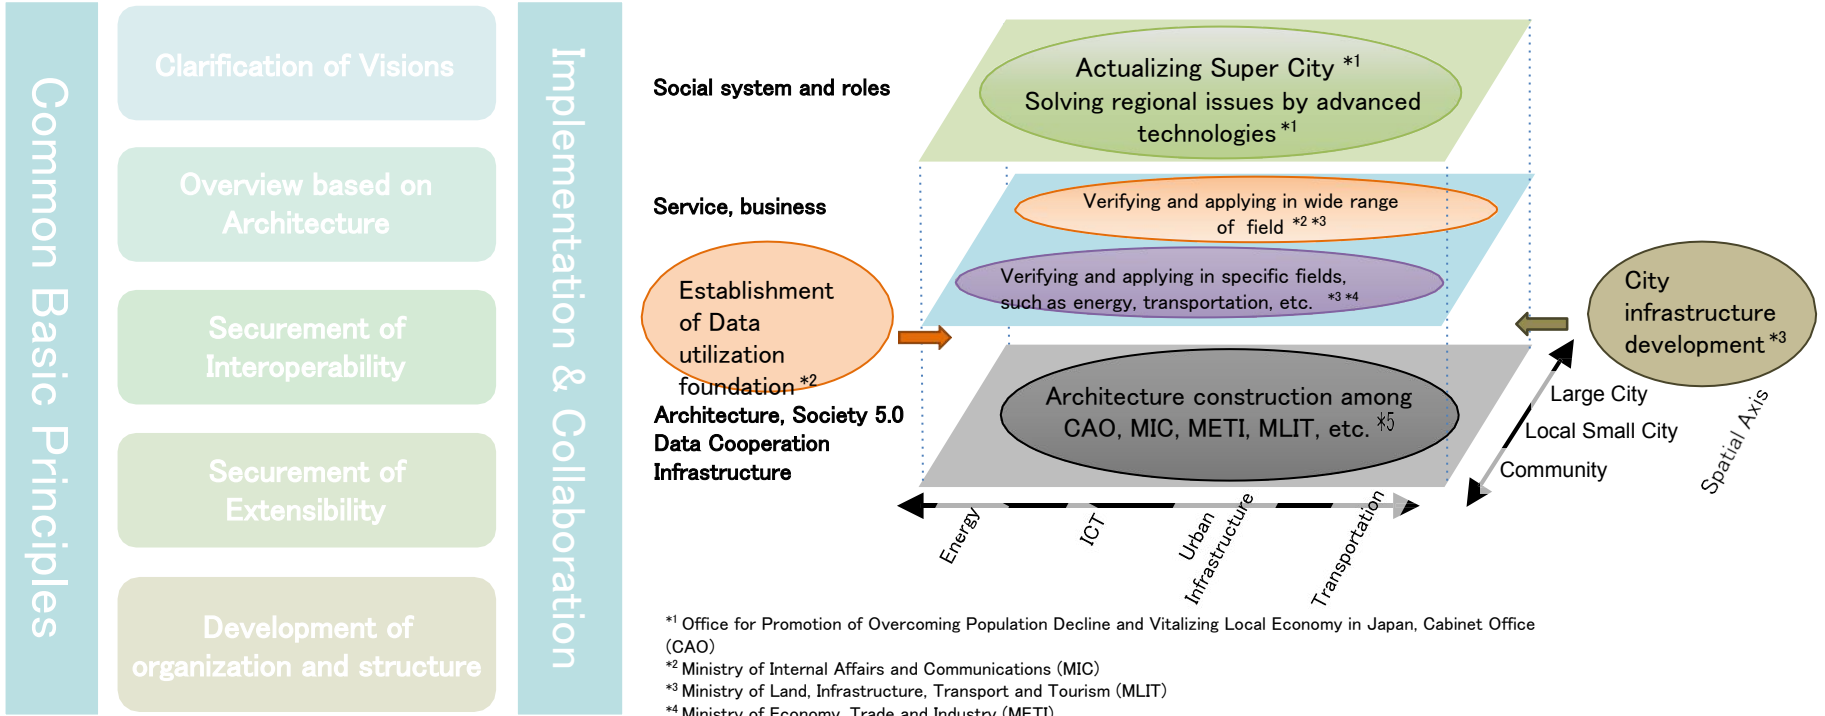 Common Basic Principles
Clarification of Visions
Overview based on
Architecture
Securement of
Interoperability
Securement of
Extensibility
Development of
organization and structure
Implementation & Collaboration
Social system and roles
Actualizing Super City *1
Solving regional issues by advanced
technologies *1
Service, business
Verifying and applying in wide range
of field *2 *3
Verifying and applying in specific fields,
such as energy, transportation, etc. *3 *4
Establishment
of Data
utilization
foundation *2
City
infrastructure
development *3
Architecture, Society 5.0
Data Cooperation
Infrastructure
Architecture construction among
CAO, MIC, METI, MLIT, etc. *5
Large City
Local Small City
Community
Spatial Axis
Energy
ICT
Urban
Infrastructure
Transportation
*1 Office for Promotion of Overcoming Population Decline and Vitalizing Local Economy in Japan, Cabinet Office
(CAO)
*2 Ministry of Internal Affairs and Communications (MIC)
*3 Ministry of Land, Infrastructure, Transport and Tourism (MLIT)
*4 Ministry of Economy, Trade and Industry (METI)